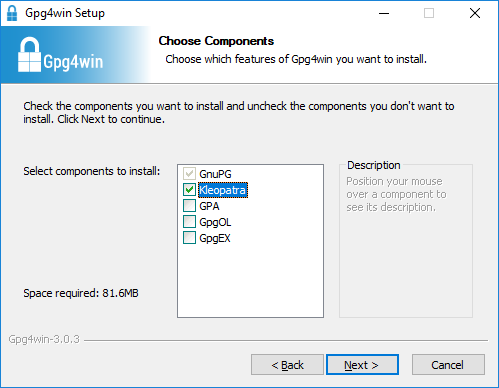 Gpg4win Setup
Gpg4win
Choose Components
Choose which features of Gpg4win you want to install.
Check the components you want to install and uncheck the components you don't want to
install. Click Next to continue.
Select components to install:
GnuPG
Kleopatra
GPA
GpgOL
GpgEX
Description
Position your mouse
over a component to
see its description.
Space required: 81.6MB
Gpg4win-3.0.3
< Back
Next >
Cancel